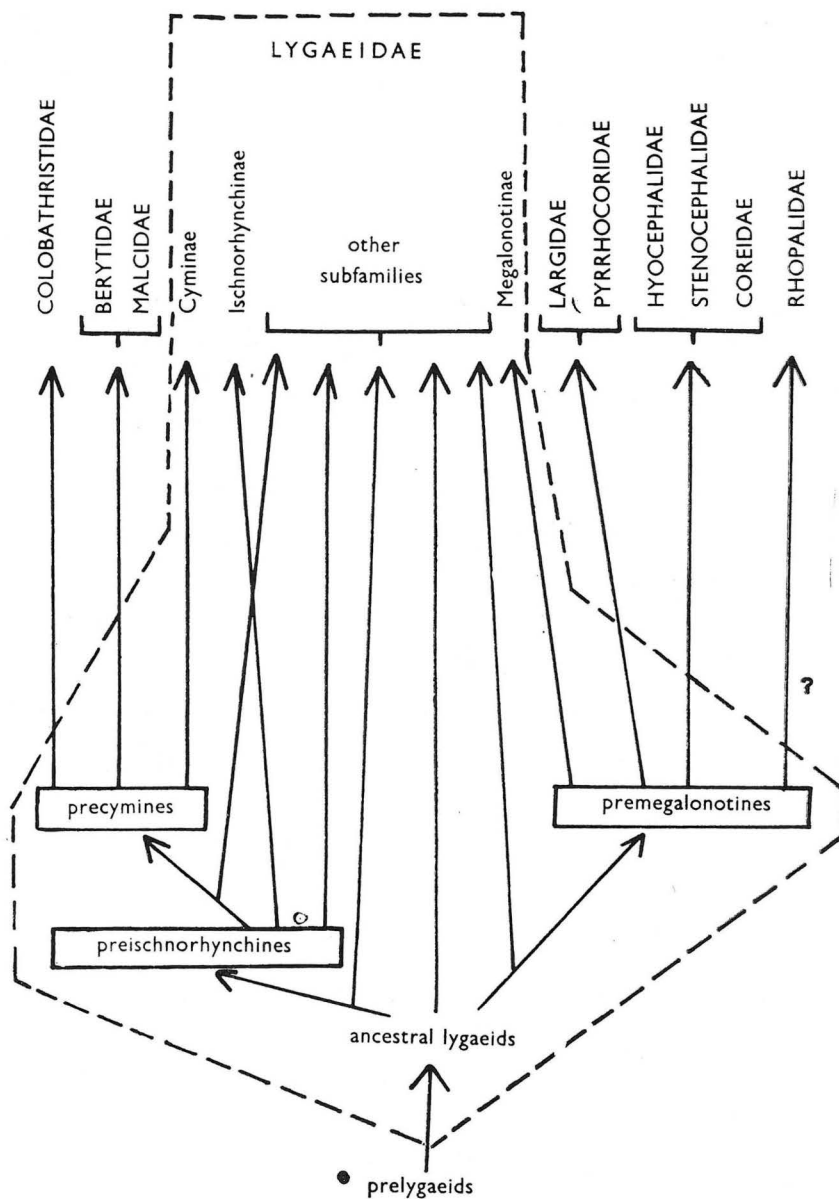 LYGAEIDAE
COLOBATHRISTIDAE
BERYTIDAE
MALCIDAE
Cyminae
Ischnorhynchinae
other
subfamilies
Megalonotinae
LARGIDAE
PYRRHOCORIDAE
HYOCEPHALIDAE
STENOCEPHALIDAE
COREIDAE
RHOPALIDAE
?
precymines
premegalonotines
preischnorhynchines
ancestral lygaeids
prelygaeids